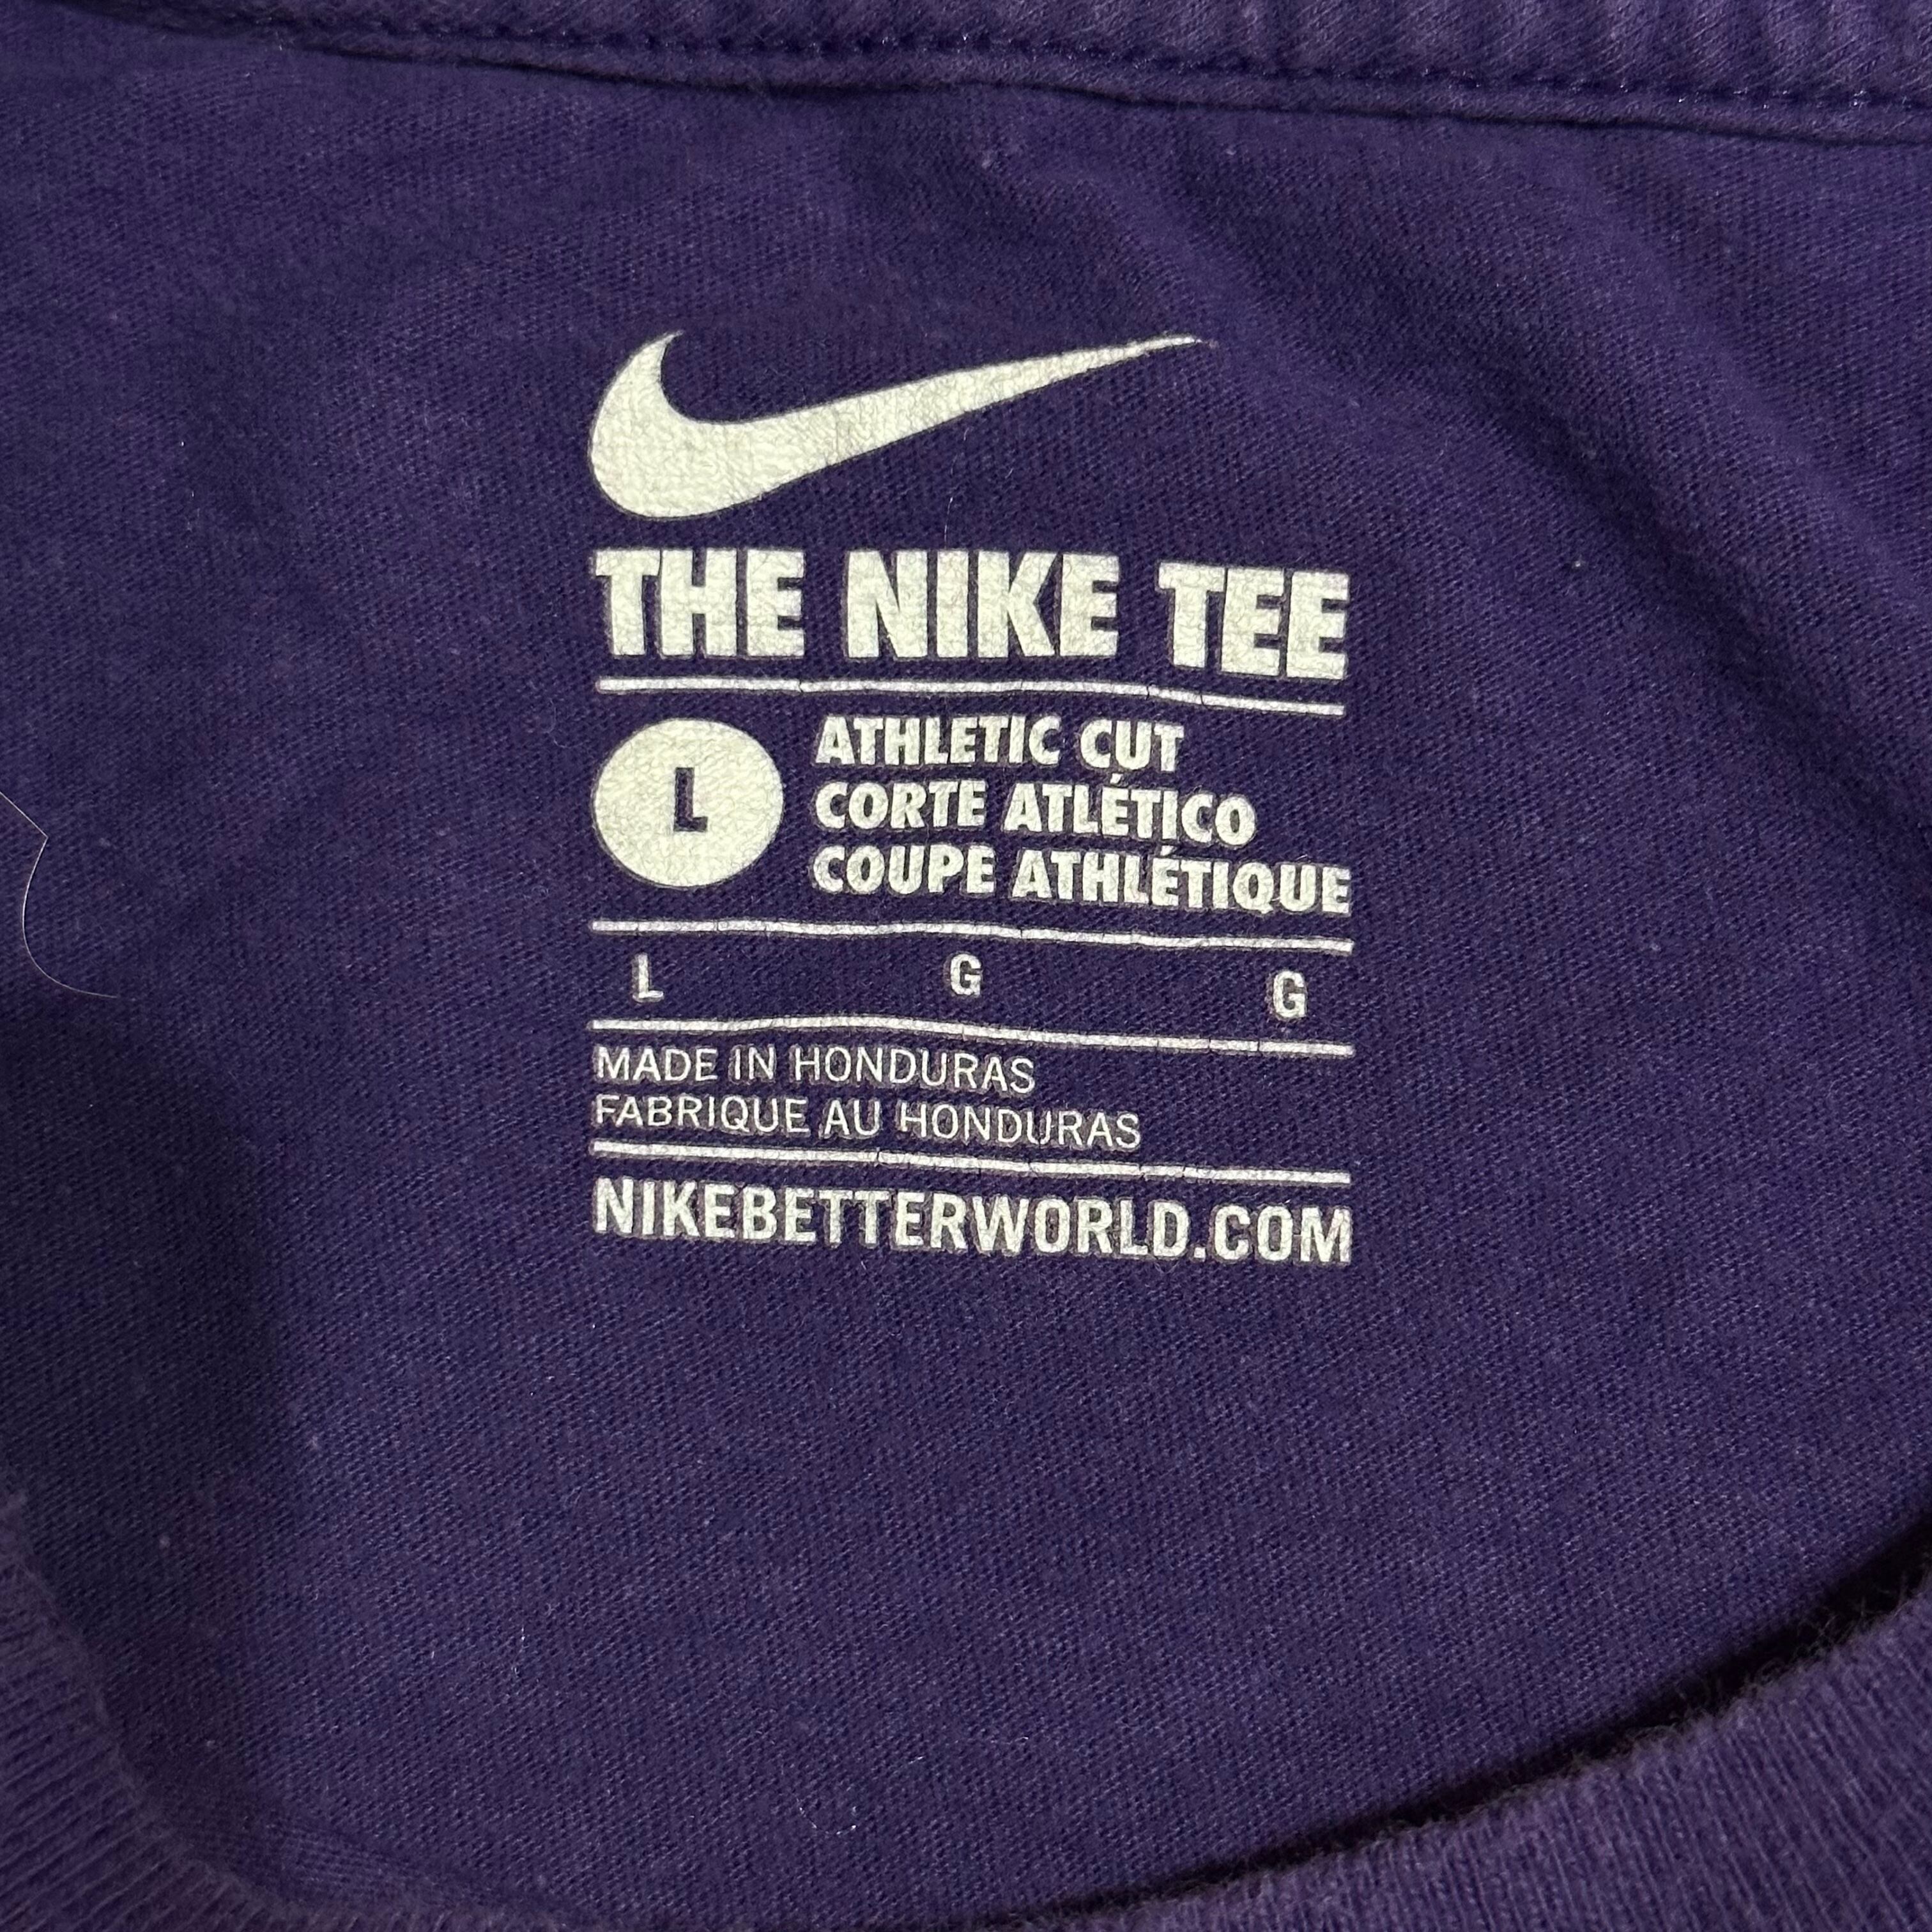 THE NIKE TEE
L
ATHLETIC CUT
CORTE ATLÉTICO
COUPE ATHLÉTIQUE
L G G
MADE IN HONDURAS
FABRIQUE AU HONDURAS
NIKEBETTERWORLD.COM